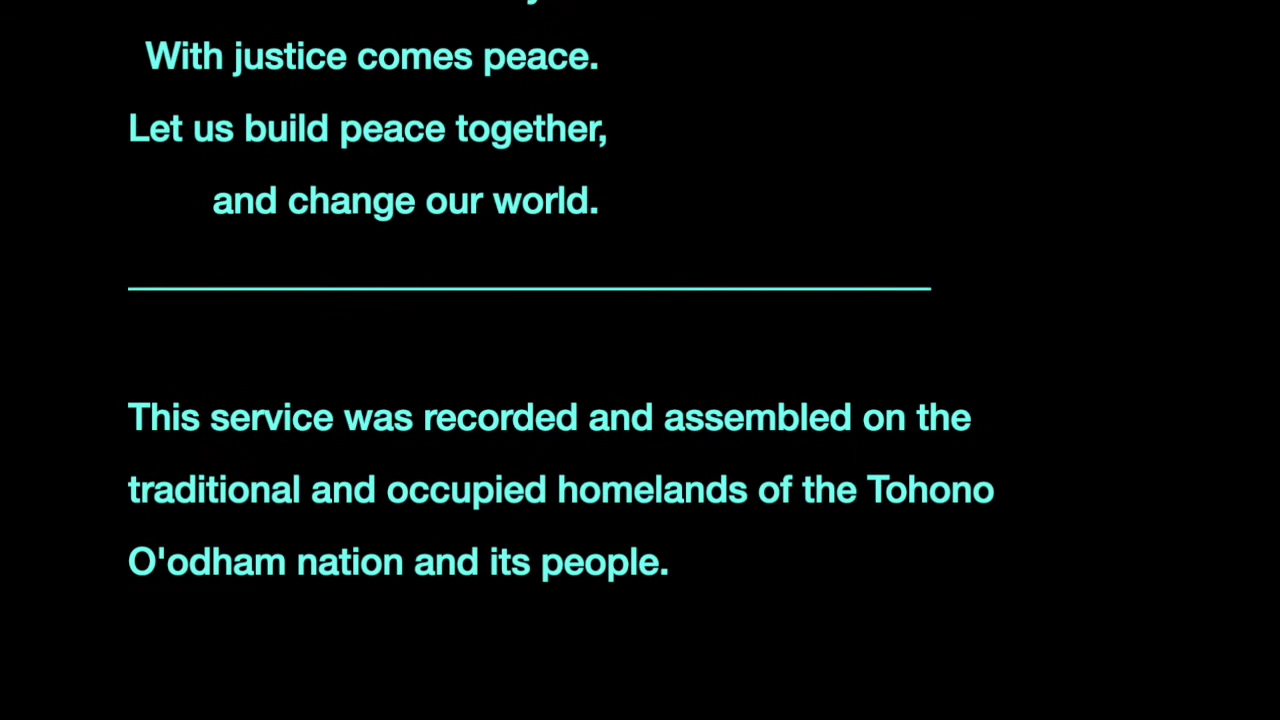 With justice comes peace.
Let us build peace together,
and change our world.
This service was recorded and assembled on the
traditional and occupied homelands of the Tohono
O'odham nation and its people.